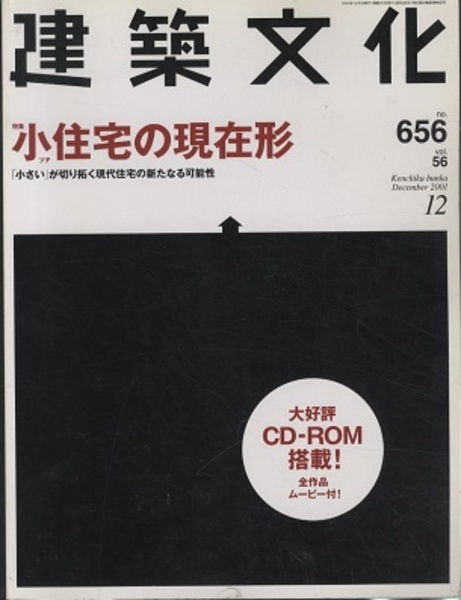 建築文化
特集
小住宅の現在形
プチ
「小さい」が切り拓く現代住宅の新たなる可能性
no.
656
vol.
56
Kenchiku bunka
December 2001
12
大好評
CD-ROM
搭載！
全作品
ムービー付！